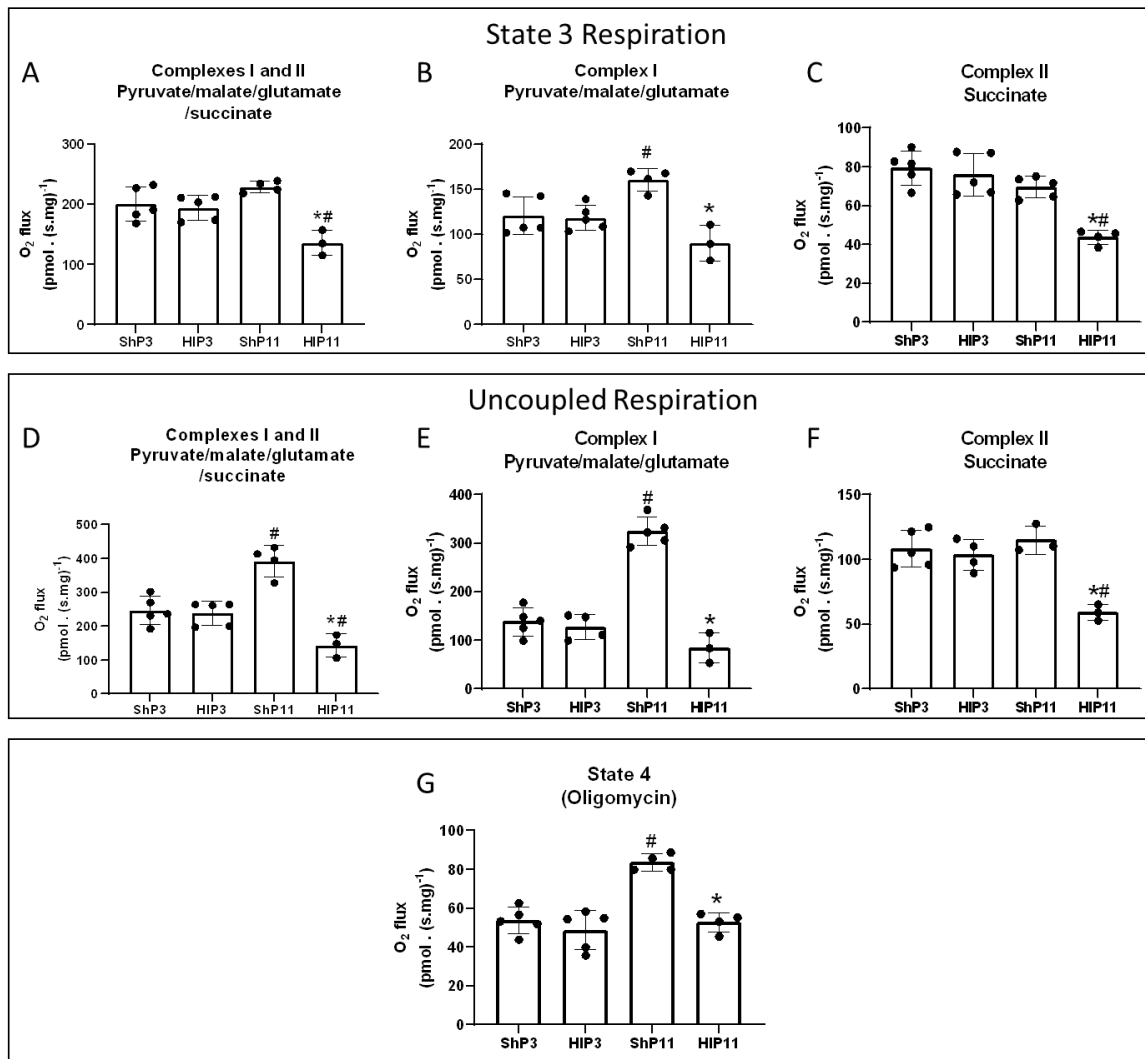 State 3 Respiration
A
Complexes I and II
Pyruvate/malate/glutamate
/succinate
O2 flux
(pmol . (s.mg)-1)
300
200
100
0
*#
ShP3 HIP3 ShP11 HIP11
B
Complex I
Pyruvate/malate/glutamate
O2 flux
(pmol . (s.mg)-1)
200
150
100
50
0
#
*
ShP3 HIP3 ShP11 HIP11
C
Complex II
Succinate
O2 flux
(pmol . (s.mg)-1)
100
80
60
40
20
0
*#
ShP3 HIP3 ShP11 HIP11
Uncoupled Respiration
D
Complexes I and II
Pyruvate/malate/glutamate
/succinate
O2 flux
(pmol . (s.mg)-1)
500
400
300
200
100
0
#
*#
ShP3 HIP3 ShP11 HIP11
E
Complex I
Pyruvate/malate/glutamate
O2 flux
(pmol . (s.mg)-1)
400
300
200
100
0
#
*
ShP3 HIP3 ShP11 HIP11
F
Complex II
Succinate
O2 flux
(pmol . (s.mg)-1)
150
100
50
0
*#
ShP3 HIP3 ShP11 HIP11
G
State 4
(Oligomycin)
O2 flux
(pmol . (s.mg)-1)
100
80
60
40
20
0
#
*
ShP3 HIP3 ShP11 HIP11